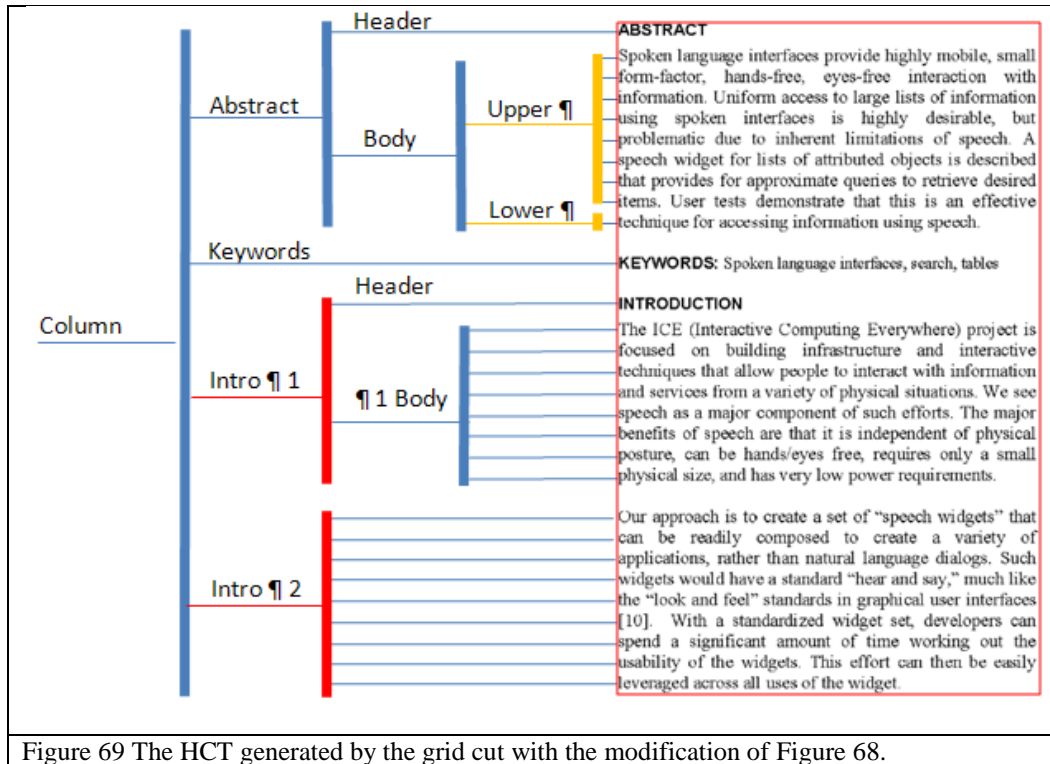 Header
Abstract
Body
Upper ¶
Lower ¶
Keywords
Header
Column
Intro ¶ 1
¶ 1 Body
Intro ¶ 2
ABSTRACT
Spoken language interfaces provide highly mobile, small
form-factor, hands-free, eyes-free interaction with
information. Uniform access to large lists of information
using spoken interfaces is highly desirable, but
problematic due to inherent limitations of speech. A
speech widget for lists of attributed objects is described
that provides for approximate queries to retrieve desired
items. User tests demonstrate that this is an effective
technique for accessing information using speech.
KEYWORDS: Spoken language interfaces, search, tables
INTRODUCTION
The ICE (Interactive Computing Everywhere) project is
focused on building infrastructure and interactive
techniques that allow people to interact with information
and services from a variety of physical situations. We see
speech as a major component of such efforts. The major
benefits of speech are that it is independent of physical
posture, can be hands/eyes free, requires only a small
physical size, and has very low power requirements.
Our approach is to create a set of “speech widgets” that
can be readily composed to create a variety of
applications, rather than natural language dialogs. Such
widgets would have a standard “hear and say,” much like
the “look and feel” standards in graphical user interfaces
[10]. With a standardized widget set, developers can
spend a significant amount of time working out the
usability of the widgets. This effort can then be easily
leveraged across all uses of the widget.
Figure 69 The HCT generated by the grid cut with the modification of Figure 68.